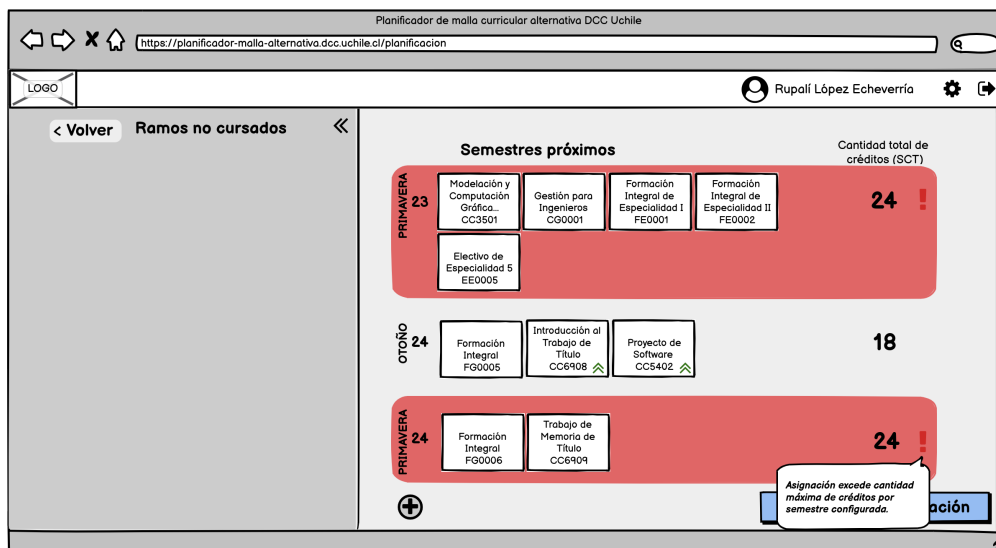 Planificador de malla curricular alternativa DCC Uchile
https://planificador-malla-alternativa.dcc.uchile.cl/planificacion
LOGO
Rupalí López Echeverría
< Volver
Ramos no cursados
Semestres próximos
Cantidad total de
créditos (SCT)
PRIMAVERA
23
Modelación y
Computación
Gráfica...
CC3501
Gestión para
Ingenieros
CG0001
Formación
Integral de
Especialidad I
FE0001
Formación
Integral de
Especialidad II
FE0002
24
!
Electivo de
Especialidad 5
EE0005
OTOÑO
24
Formación
Integral
FG0005
Introducción al
Trabajo de
Título
CC6908
Proyecto de
Software
CC5402
18
PRIMAVERA
24
Formación
Integral
FG0006
Trabajo de
Memoria de
Título
CC6909
24
!
Asignación excede cantidad
máxima de créditos por
semestre configurada.
ación